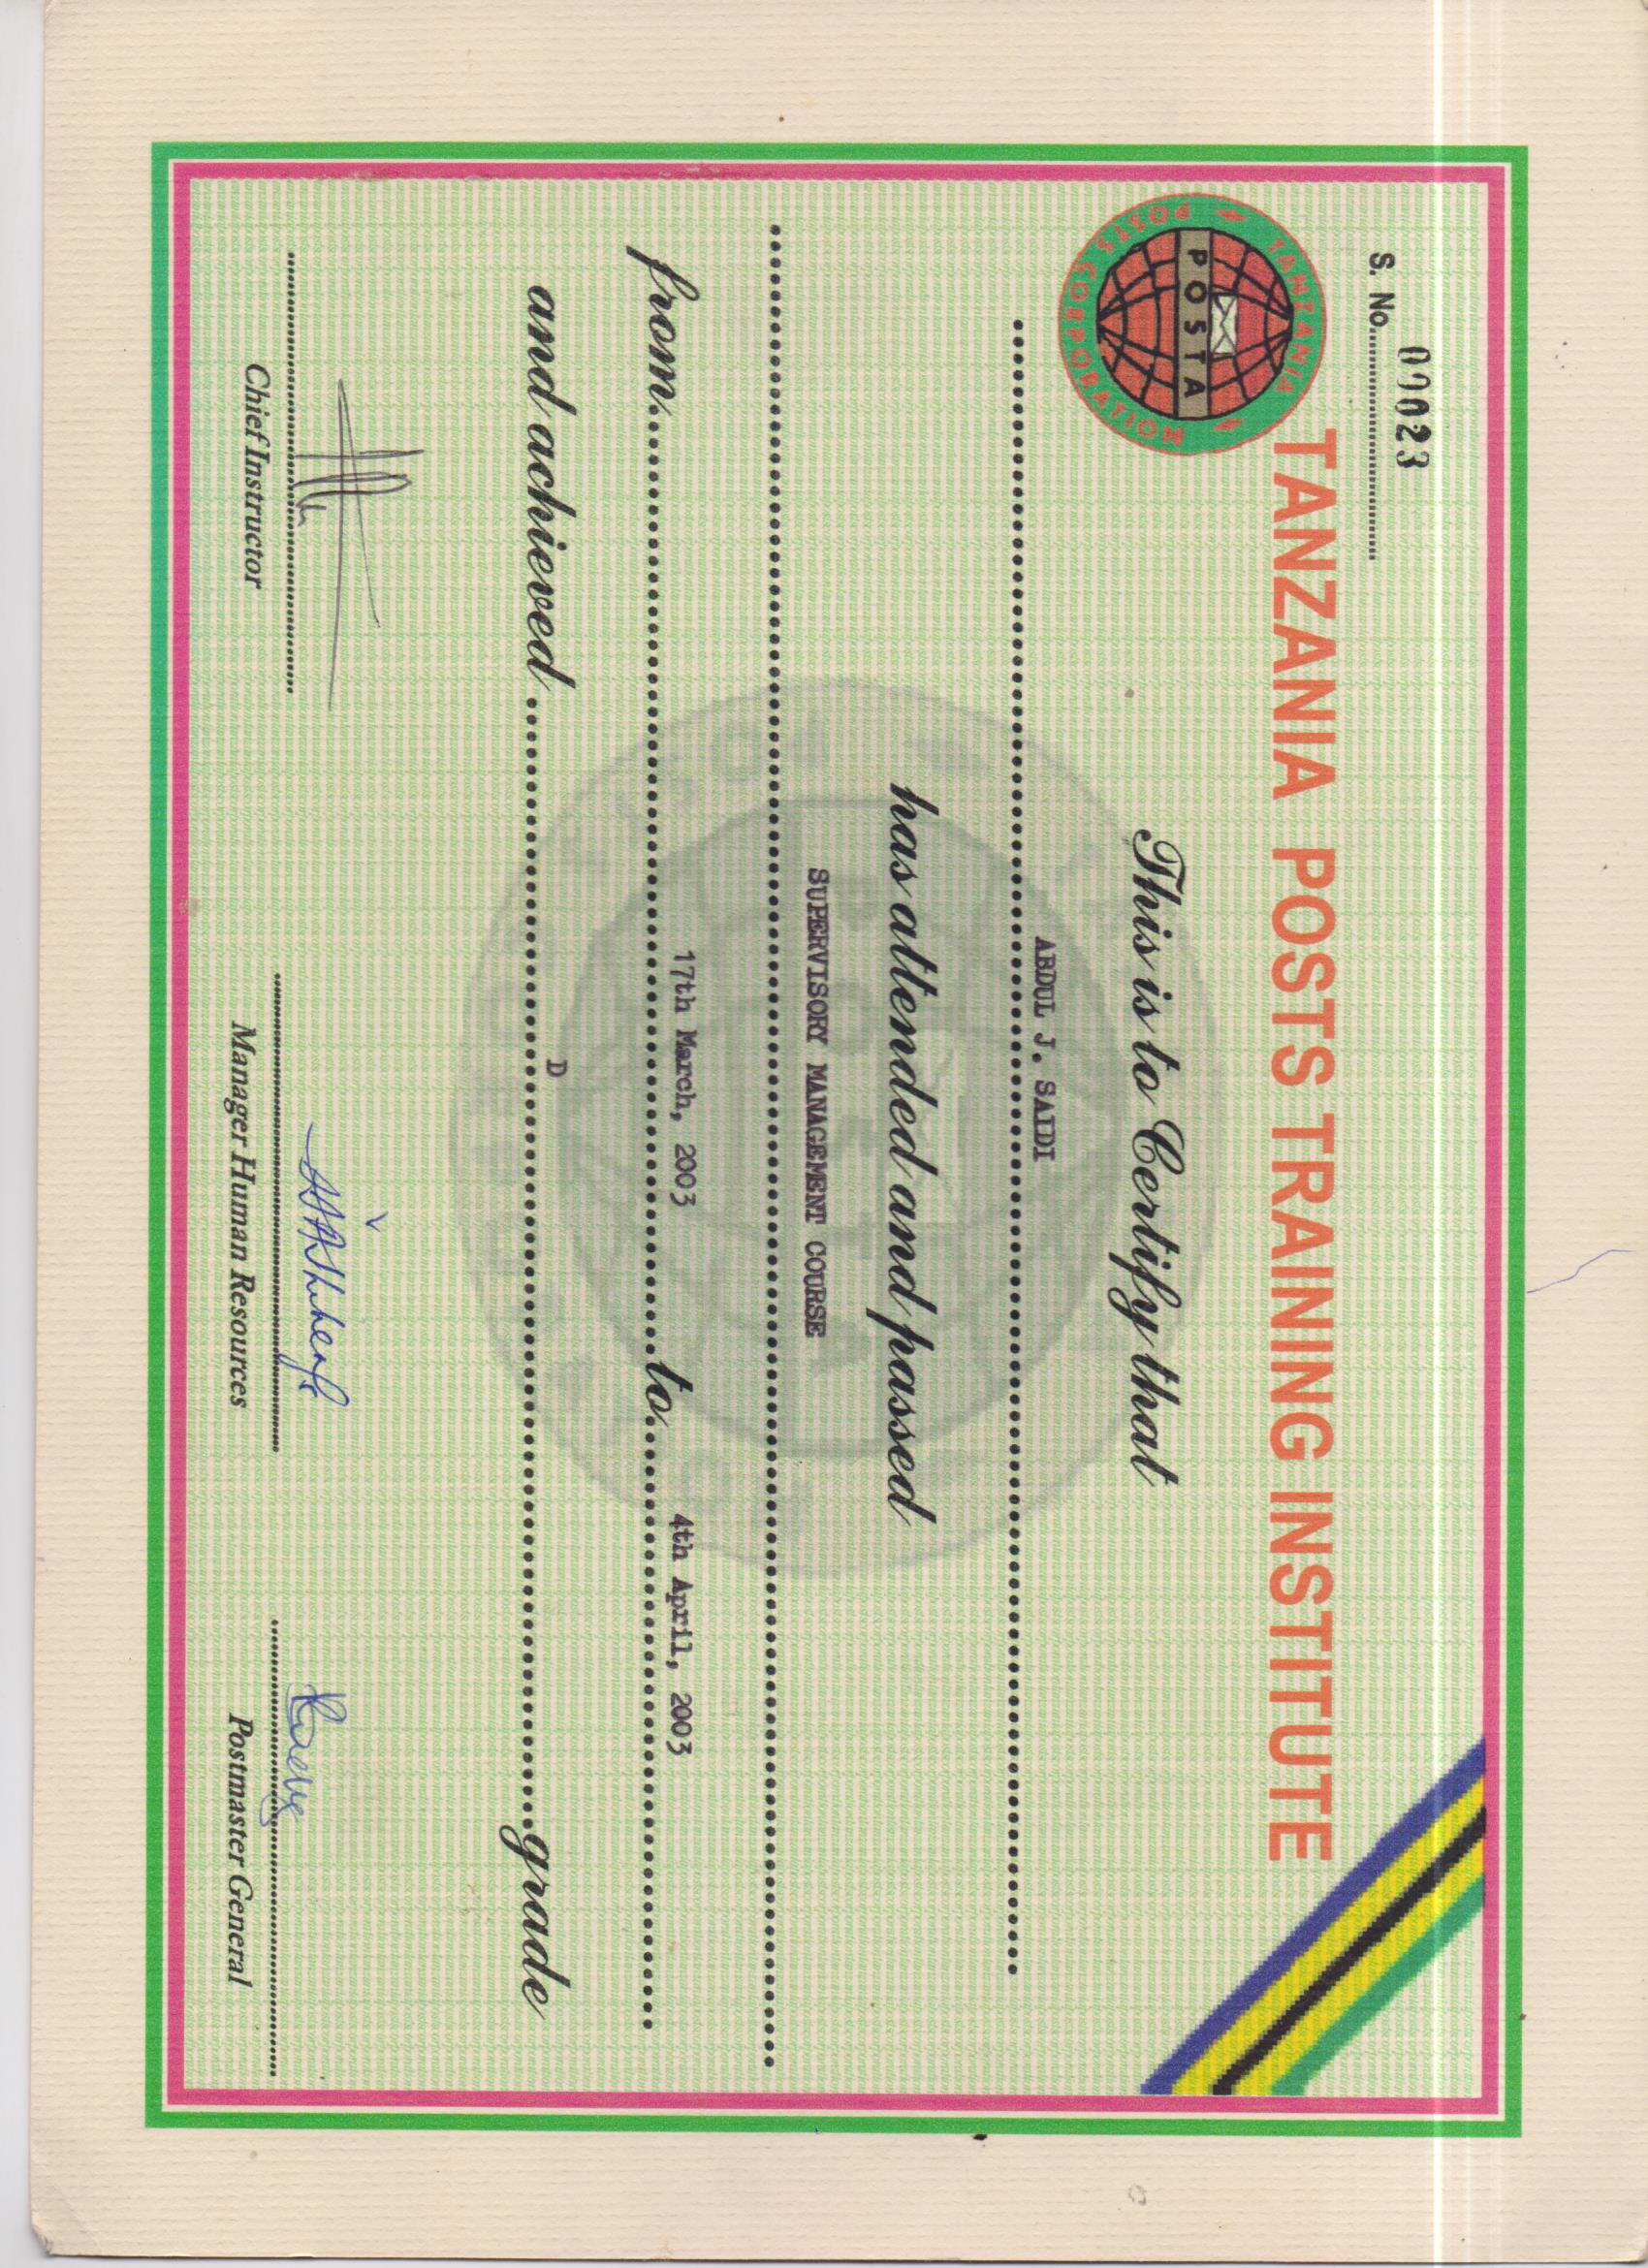 S. No. 00023
TANZANIA POSTS TRAINING INSTITUTE
TANZANIA POSTS CORPORATION
POSTA
This is to Certify that
ABDUL J. SAIDI
has attended and passed
SUPERVISORY MANAGEMENT COURSE
from 17th March, 2003 to 4th April, 2003
and achieved D grade
Chief Instructor Manager Human Resources Postmaster General